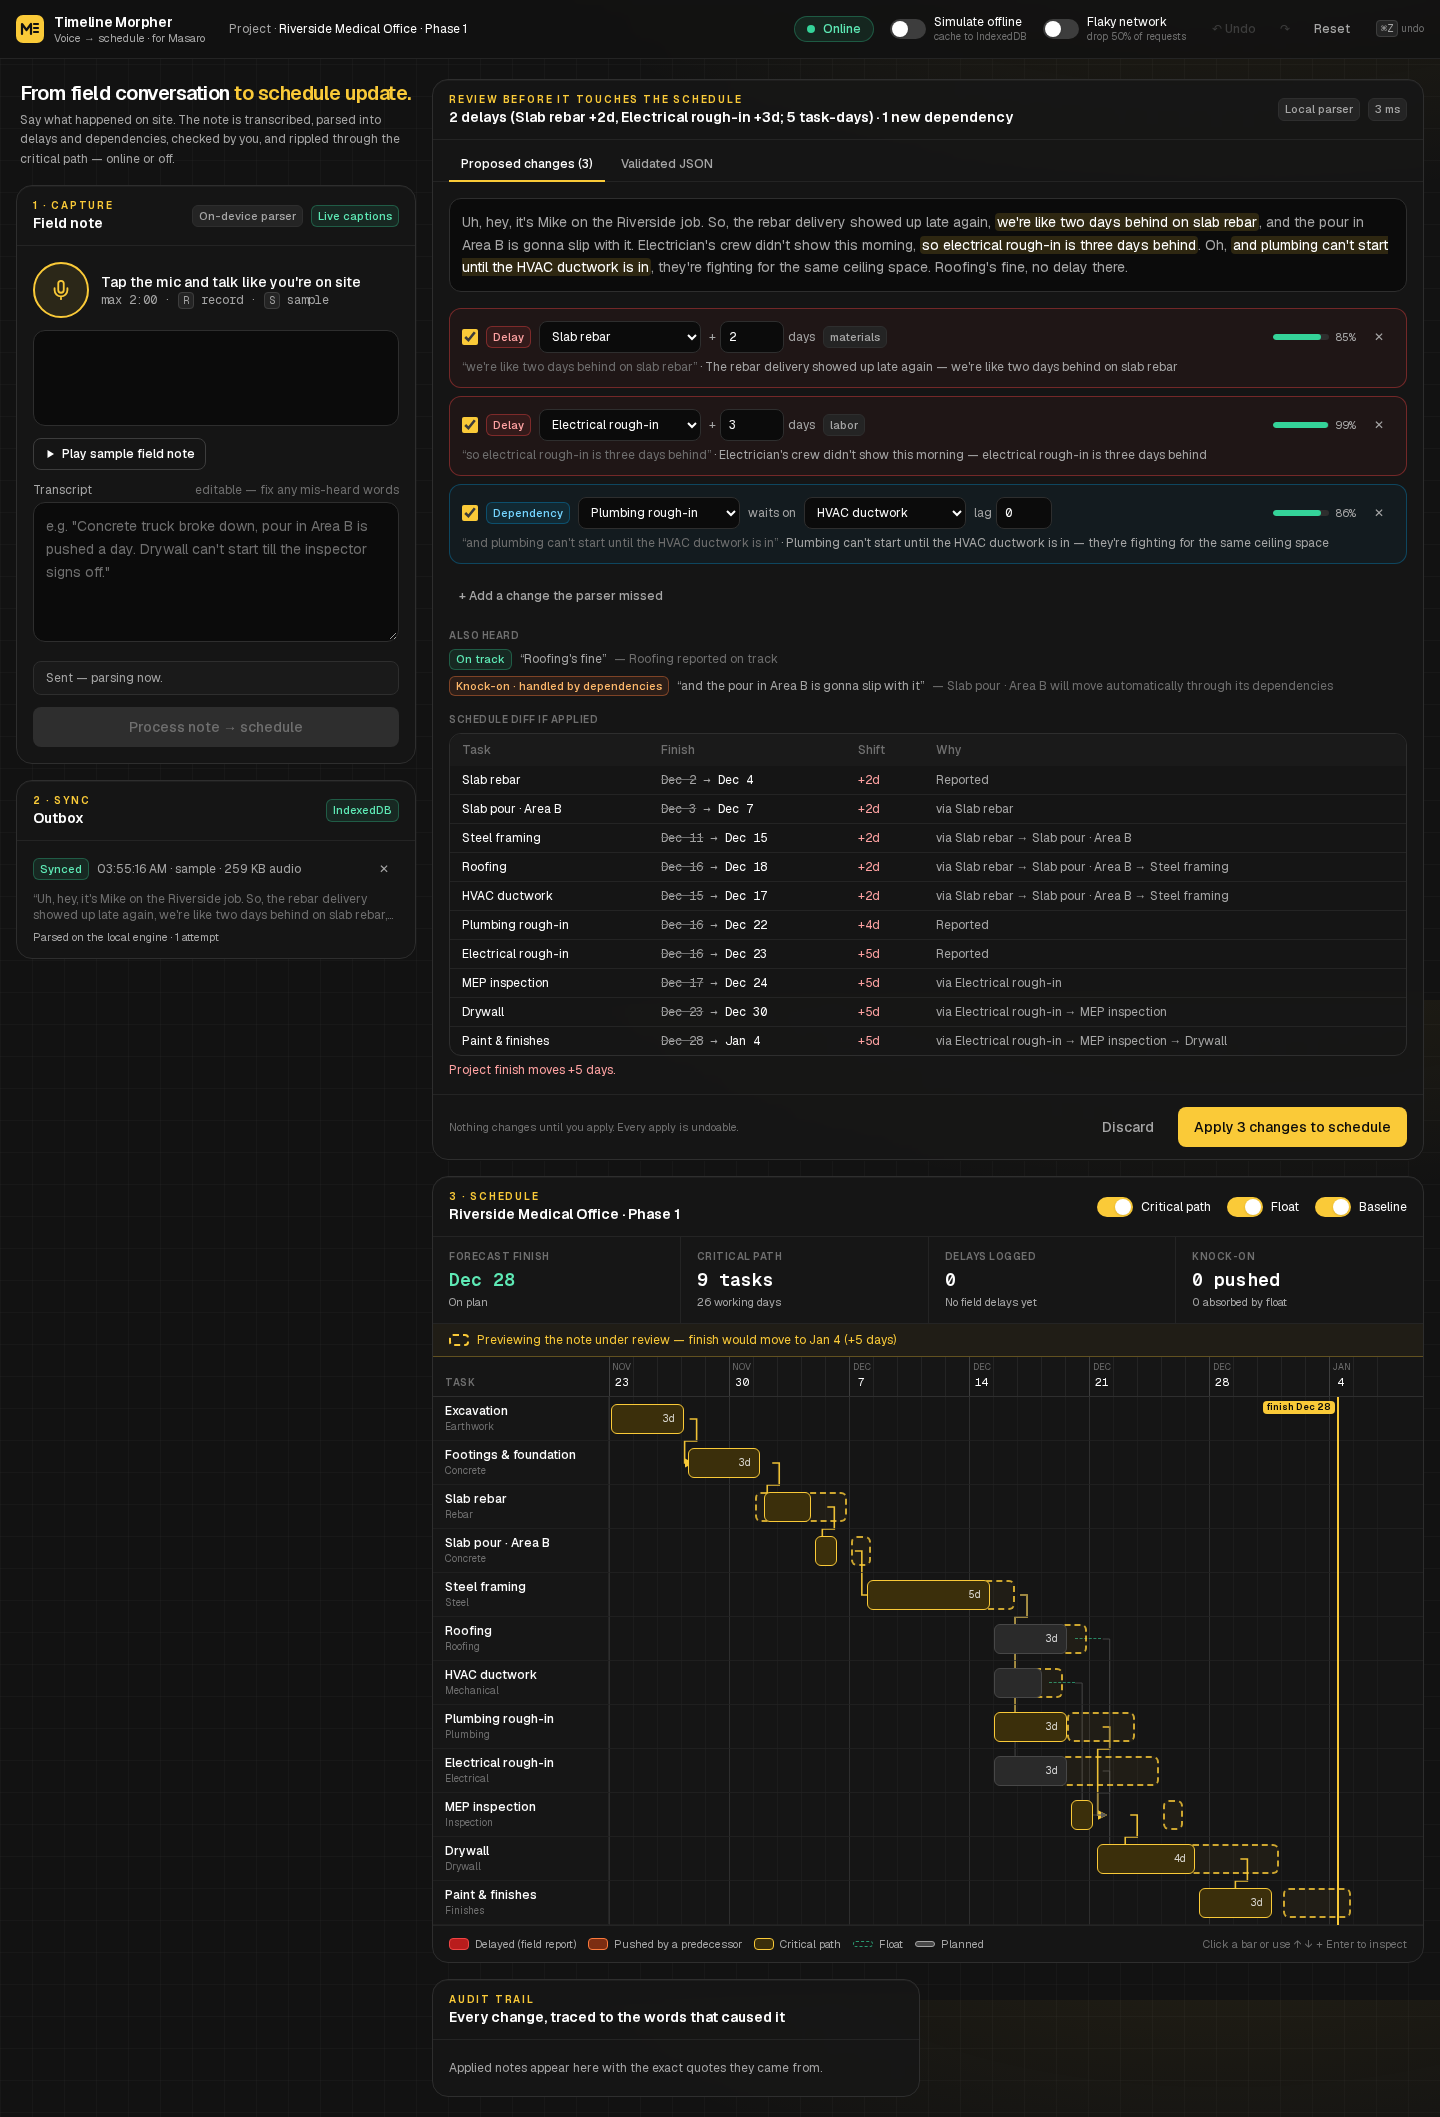 Timeline Morpher
Voice → schedule · for Masaro
Project · Riverside Medical Office · Phase 1
Online
Simulate offline
cache to IndexedDB
Flaky network
drop 50% of requests
↶ Undo
↷
Reset
⌘Z undo
From field conversation to schedule update.
Say what happened on site. The note is transcribed, parsed into
delays and dependencies, checked by you, and rippled through the
critical path — online or off.
1 · CAPTURE
Field note
On-device parser
Live captions
Tap the mic and talk like you're on site
max 2:00 · R record · S sample
▶ Play sample field note
Transcript
editable — fix any mis-heard words
e.g. "Concrete truck broke down, pour in Area B is
pushed a day. Drywall can't start till the inspector
signs off."
Sent — parsing now.
Process note → schedule
2 · SYNC
Outbox
IndexedDB
Synced 03:55:16 AM · sample · 259 KB audio ×
“Uh, hey, it's Mike on the Riverside job. So, the rebar delivery
showed up late again, we're like two days behind on slab rebar,...
Parsed on the local engine · 1 attempt
REVIEW BEFORE IT TOUCHES THE SCHEDULE
2 delays (Slab rebar +2d, Electrical rough-in +3d; 5 task-days) · 1 new dependency
Local parser
3 ms
Proposed changes (3)
Validated JSON
Uh, hey, it's Mike on the Riverside job. So, the rebar delivery showed up late again, we're like two days behind on slab rebar, and the pour in
Area B is gonna slip with it. Electrician's crew didn't show this morning, so electrical rough-in is three days behind. Oh, and plumbing can't start
until the HVAC ductwork is in, they're fighting for the same ceiling space. Roofing's fine, no delay there.
Delay Slab rebar + 2 days materials 85% ×
“we're like two days behind on slab rebar” · The rebar delivery showed up late again — we're like two days behind on slab rebar
Delay Electrical rough-in + 3 days labor 99% ×
“so electrical rough-in is three days behind” · Electrician's crew didn't show this morning — electrical rough-in is three days behind
Dependency Plumbing rough-in waits on HVAC ductwork lag 0 86% ×
“and plumbing can't start until the HVAC ductwork is in” · Plumbing can't start until the HVAC ductwork is in — they're fighting for the same ceiling space
+ Add a change the parser missed
ALSO HEARD
On track “Roofing's fine” — Roofing reported on track
Knock-on · handled by dependencies “and the pour in Area B is gonna slip with it” — Slab pour · Area B will move automatically through its dependencies
SCHEDULE DIFF IF APPLIED
Task Finish Shift Why
Slab rebar Dec 2 → Dec 4 +2d Reported
Slab pour · Area B Dec 3 → Dec 7 +2d via Slab rebar
Steel framing Dec 11 → Dec 15 +2d via Slab rebar → Slab pour · Area B
Roofing Dec 16 → Dec 18 +2d via Slab rebar → Slab pour · Area B → Steel framing
HVAC ductwork Dec 15 → Dec 17 +2d via Slab rebar → Slab pour · Area B → Steel framing
Plumbing rough-in Dec 16 → Dec 22 +4d Reported
Electrical rough-in Dec 16 → Dec 23 +5d Reported
MEP inspection Dec 17 → Dec 24 +5d via Electrical rough-in
Drywall Dec 23 → Dec 30 +5d via Electrical rough-in → MEP inspection
Paint & finishes Dec 28 → Jan 4 +5d via Electrical rough-in → MEP inspection → Drywall
Project finish moves +5 days.
Nothing changes until you apply. Every apply is undoable.
Discard
Apply 3 changes to schedule
3 · SCHEDULE
Riverside Medical Office · Phase 1
Critical path
Float
Baseline
FORECAST FINISH
Dec 28
On plan
CRITICAL PATH
9 tasks
26 working days
DELAYS LOGGED
0
No field delays yet
KNOCK-ON
0 pushed
0 absorbed by float
Previewing the note under review — finish would move to Jan 4 (+5 days)
TASK
NOV 23
NOV 30
DEC 7
DEC 14
DEC 21
DEC 28
JAN 4
finish Dec 28
Excavation
Earthwork
3d
Footings & foundation
Concrete
3d
Slab rebar
Rebar
Slab pour · Area B
Concrete
Steel framing
Steel
5d
Roofing
Roofing
3d
HVAC ductwork
Mechanical
Plumbing rough-in
Plumbing
3d
Electrical rough-in
Electrical
3d
MEP inspection
Inspection
Drywall
Drywall
4d
Paint & finishes
Finishes
3d
Delayed (field report)
Pushed by a predecessor
Critical path
Float
Planned
Click a bar or use ↑ ↓ + Enter to inspect
AUDIT TRAIL
Every change, traced to the words that caused it
Applied notes appear here with the exact quotes they came from.